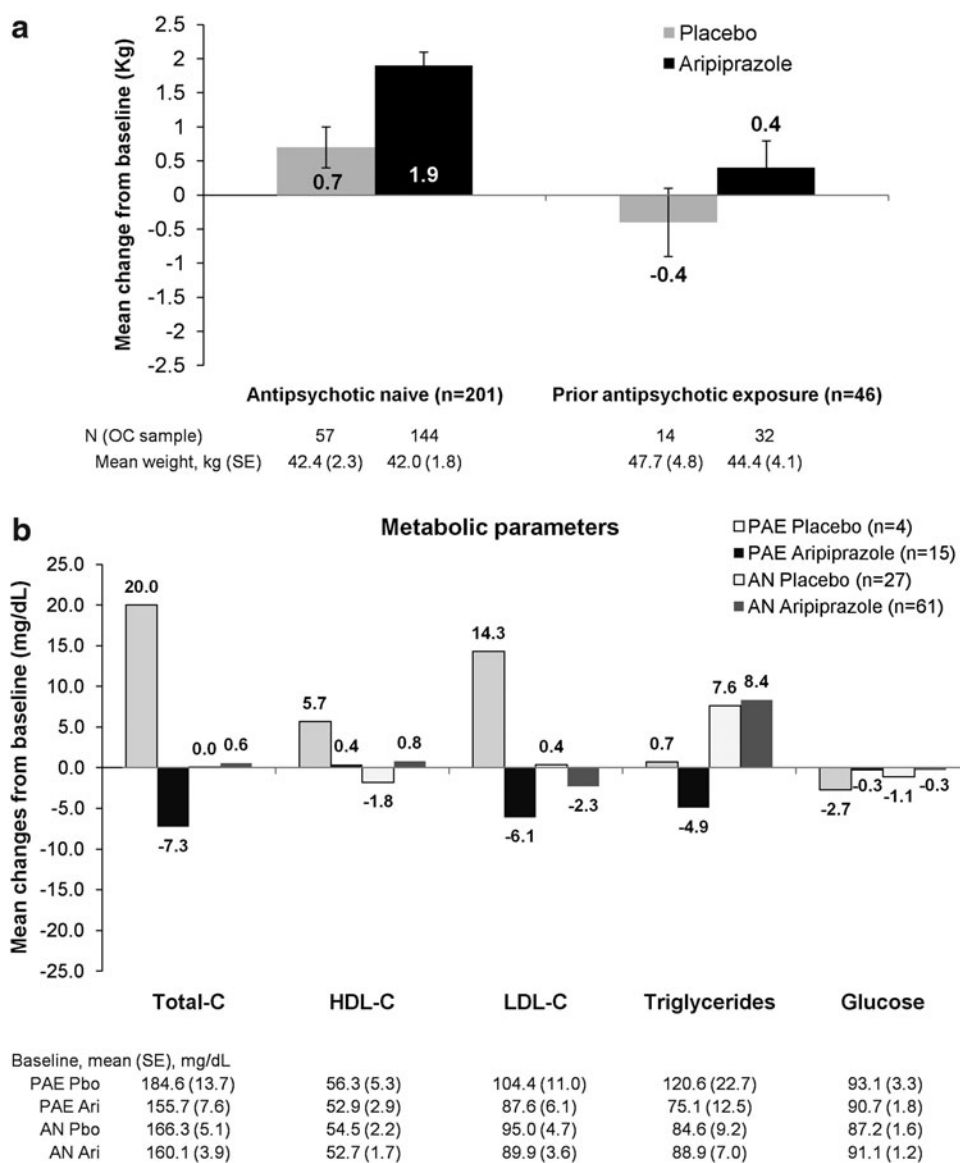 a
Placebo
Aripiprazole
Mean change from baseline (Kg)
2.5
2
1.5
1
0.5
0
-0.5
-1
-1.5
-2
-2.5
0.7
1.9
-0.4
0.4
Antipsychotic naive (n=201) Prior antipsychotic exposure (n=46)
N (OC sample) 57 144 14 32
Mean weight, kg (SE) 42.4 (2.3) 42.0 (1.8) 47.7 (4.8) 44.4 (4.1)
b
Metabolic parameters
PAE Placebo (n=4)
PAE Aripiprazole (n=15)
AN Placebo (n=27)
AN Aripiprazole (n=61)
Mean changes from baseline (mg/dL)
25.0
20.0
15.0
10.0
5.0
0.0
-5.0
-10.0
-15.0
-20.0
-25.0
20.0
-7.3
0.0
0.6
5.7
0.4
-1.8
0.8
14.3
-6.1
0.4
-2.3
0.7
-4.9
7.6
8.4
-2.7
-0.3
-1.1
-0.3
Total-C HDL-C LDL-C Triglycerides Glucose
Baseline, mean (SE), mg/dL
PAE Pbo 184.6 (13.7) 56.3 (5.3) 104.4 (11.0) 120.6 (22.7) 93.1 (3.3)
PAE Ari 155.7 (7.6) 52.9 (2.9) 87.6 (6.1) 75.1 (12.5) 90.7 (1.8)
AN Pbo 166.3 (5.1) 54.5 (2.2) 95.0 (4.7) 84.6 (9.2) 87.2 (1.6)
AN Ari 160.1 (3.9) 52.7 (1.7) 89.9 (3.6) 88.9 (7.0) 91.1 (1.2)